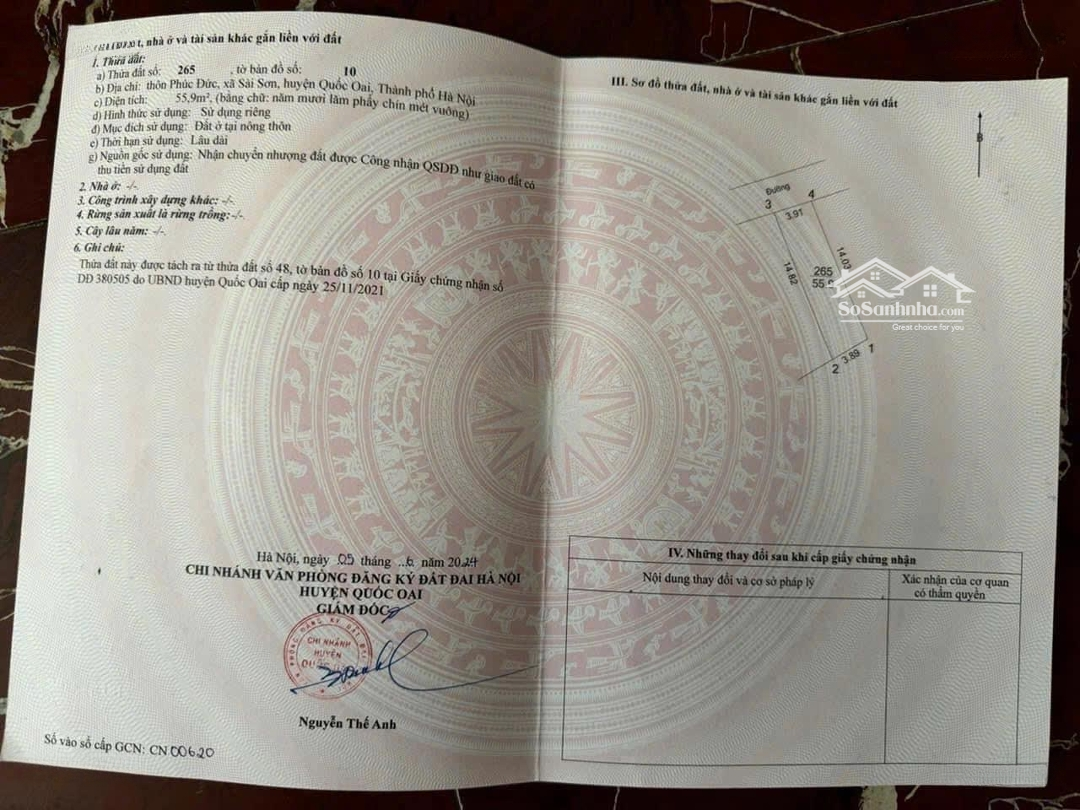 t, nhà ở và tài sản khác gắn liền với đất
1. Thửa đất:
a) Thửa đất số: 265 , tờ bản đồ số: 10
b) Địa chỉ: thôn Phúc Đức, xã Sài Sơn, huyện Quốc Oai, Thành phố Hà Nội
c) Diện tích: 55,9m², (bằng chữ: năm mươi lăm phẩy chín mét vuông)
d) Hình thức sử dụng: Sử dụng riêng
đ) Mục đích sử dụng: Đất ở tại nông thôn
e) Thời hạn sử dụng: Lâu dài
g) Nguồn gốc sử dụng: Nhận chuyển nhượng đất được Công nhận QSDĐ như giao đất có
thu tiền sử dụng đất
2. Nhà ở: -/-
3. Công trình xây dựng khác: -/-
4. Rừng sản xuất là rừng trồng:-/-
5. Cây lâu năm: -/-
6. Ghi chú:
Thửa đất này được tách ra từ thửa đất số 48, tờ bản đồ số 10 tại Giấy chứng nhận số
DĐ 380505 do UBND huyện Quốc Oai cấp ngày 25/11/2021
Hà Nội, ngày 05 tháng 6 năm 2024
CHI NHÁNH VĂN PHÒNG ĐĂNG KÝ ĐẤT ĐAI HÀ NỘI
HUYỆN QUỐC OAI
GIÁM ĐỐC
CHI NHÁNH
HUYỆN
Nguyễn Thế Anh
Số vào sổ cấp GCN: CN 00620
III. Sơ đồ thửa đất, nhà ở và tài sản khác gắn liền với đất
B
Đường
3
4
3.91
14.82
14.03
265
55.9
2
3.89
1
SoSanhnha.com
Great choice for you
IV. Những thay đổi sau khi cấp giấy chứng nhận
Nội dung thay đổi và cơ sở pháp lý
Xác nhận của cơ quan
có thẩm quyền